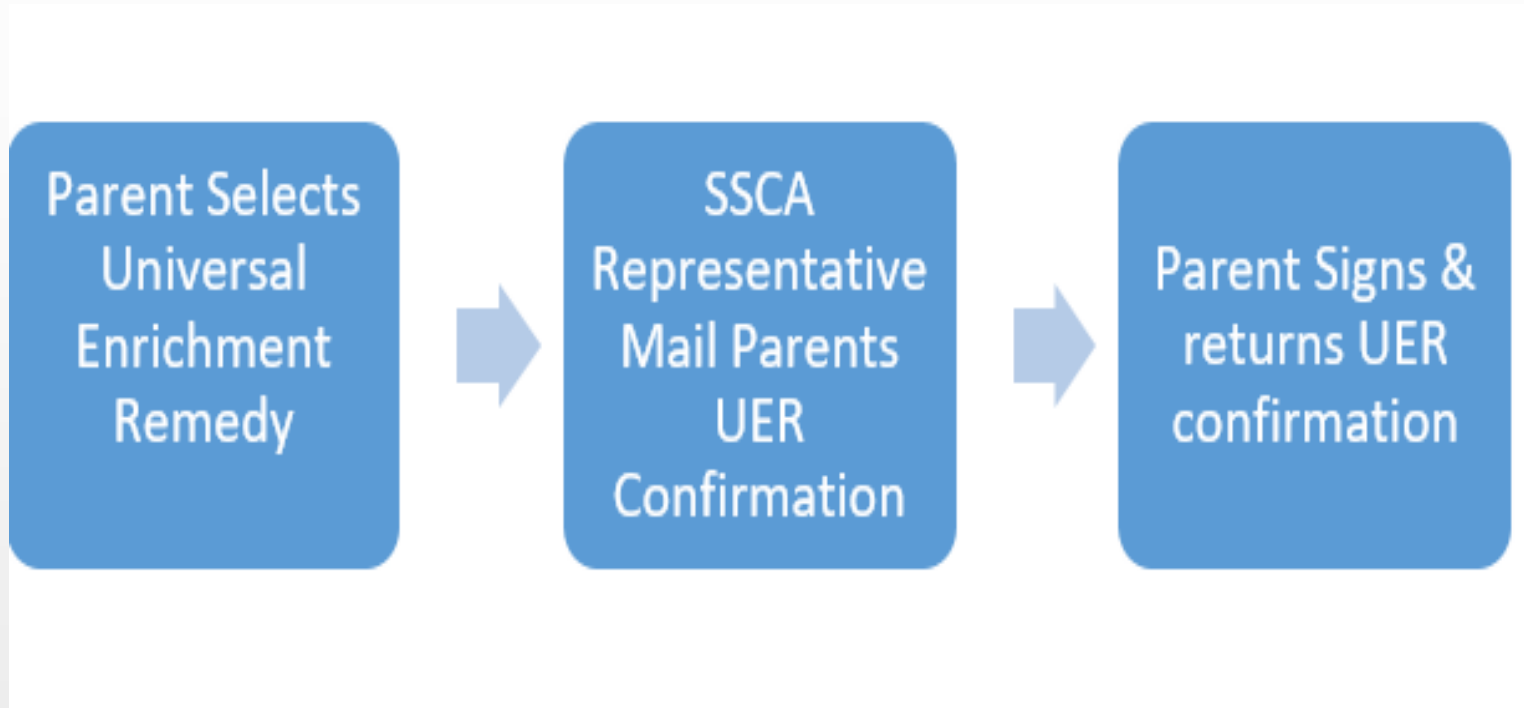 Parent Selects
Universal
Enrichment
Remedy
SSCA
Representative
Mail Parents
UER
Confirmation
Parent Signs &
returns UER
confirmation